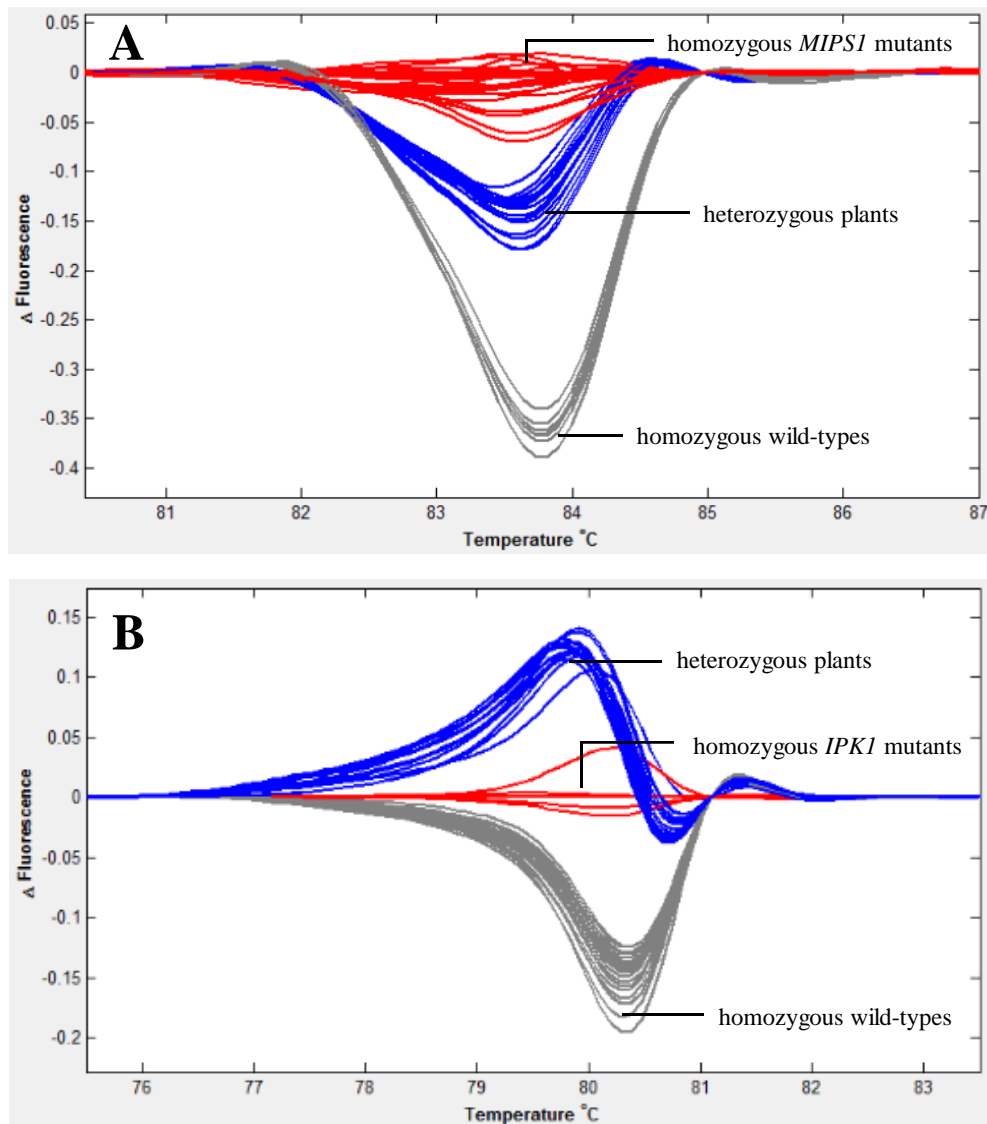 A
homozygous MIPS1 mutants
heterozygous plants
homozygous wild-types
Δ Fluorescence
0.05
0
-0.05
-0.1
-0.15
-0.2
-0.25
-0.3
-0.35
-0.4
81 82 83 84 85 86 87
Temperature °C
B
heterozygous plants
homozygous IPK1 mutants
homozygous wild-types
Δ Fluorescence
0.15
0.1
0.05
0
-0.05
-0.1
-0.15
-0.2
76 77 78 79 80 81 82 83
Temperature °C